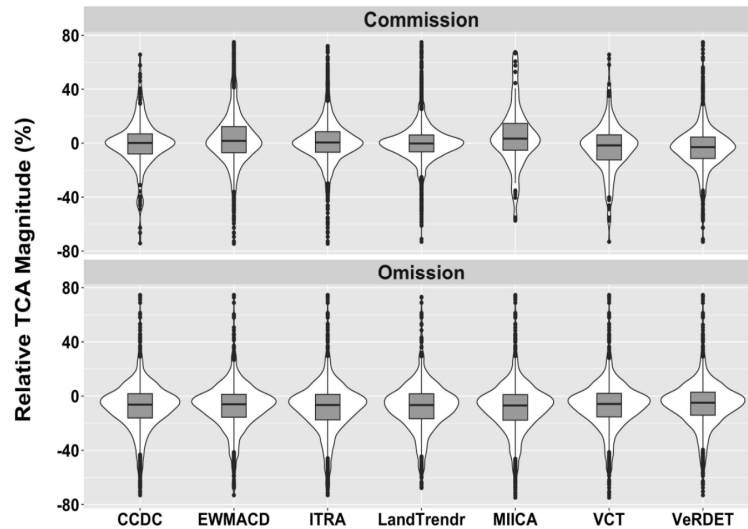 Commission
80
40
0
-40
-80
Relative TCA Magnitude (%)
Omission
80
40
0
-40
-80
CCDC EWMACD ITRA LandTrendr MIICA VCT VeRDET